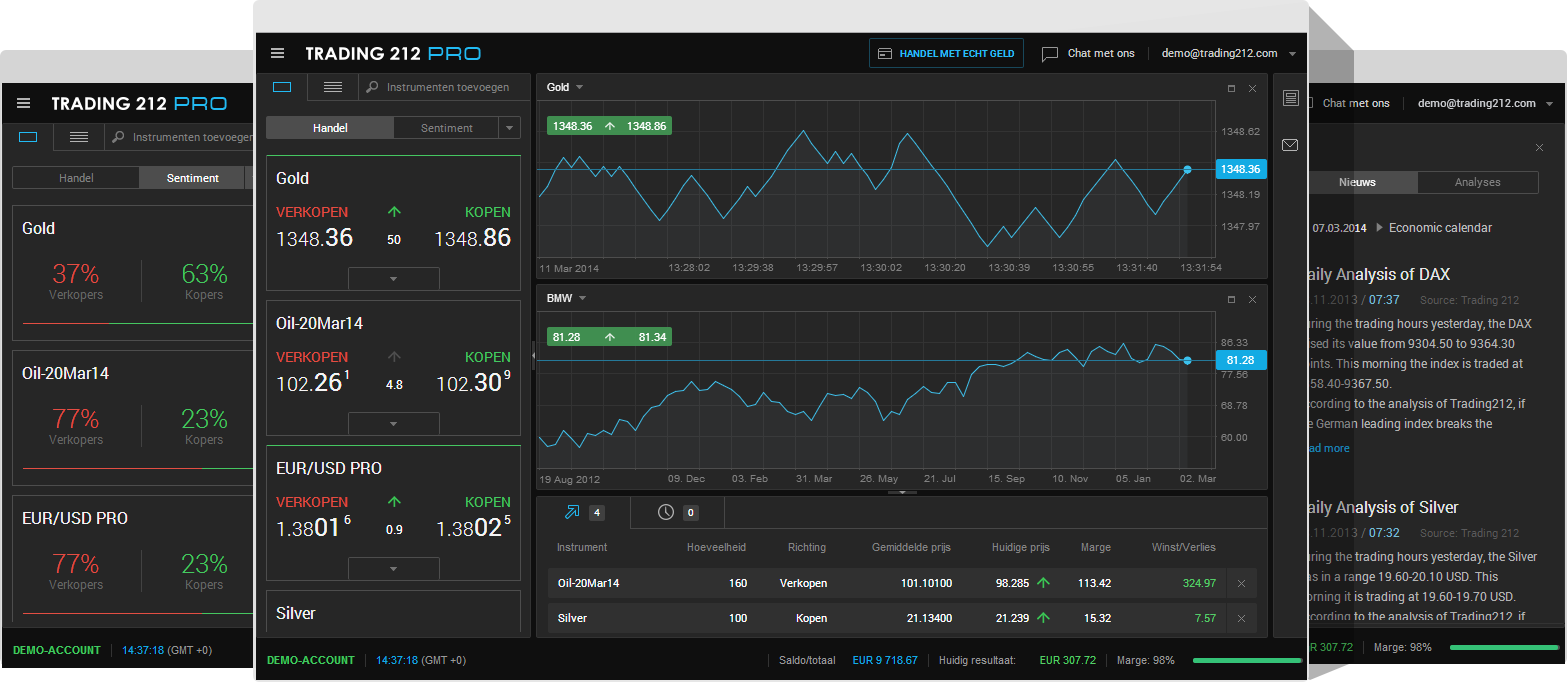 TRADING 212 PRO
Instrumenten toevoegen
Handel
Sentiment
Gold
37%
63%
Verkopers
Kopers
Oil-20Mar14
77%
23%
Verkopers
Kopers
EUR/USD PRO
77%
23%
Verkopers
Kopers
DEMO-ACCOUNT
14:37:18 (GMT +0)
TRADING 212 PRO
HANDEL MET ECHT GELD
Chat met ons
demo@trading212.com
Instrumenten toevoegen
Handel
Sentiment
Gold
VERKOPEN
KOPEN
1348.36
50
1348.86
Oil-20Mar14
VERKOPEN
KOPEN
102.261
4.8
102.309
EUR/USD PRO
VERKOPEN
KOPEN
1.38016
0.9
1.38025
Silver
Gold
1348.36
1348.86
1348.62
1348.36
1348.19
1347.97
11 Mar 2014
13:28:02
13:29:38
13:29:57
13:30:02
13:30:20
13:30:39
13:30:55
13:31:40
13:31:54
BMW
81.28
81.34
86.33
81.28
77.56
68.78
60.00
19 Aug 2012
09. Dec
03. Feb
31. Mar
26. May
21. Jul
15. Sep
10. Nov
05. Jan
02. Mar
4
0
Instrument
Hoeveelheid
Richting
Gemiddelde prijs
Huidige prijs
Marge
Winst/Verlies
Oil-20Mar14
160
Verkopen
101.10100
98.285
113.42
324.97
Silver
100
Kopen
21.13400
21.239
15.32
7.57
DEMO-ACCOUNT
14:37:18 (GMT +0)
Saldo/totaal
EUR 9 718.67
Huidig resultaat:
EUR 307.72
Marge: 98%
Chat met ons
demo@trading212.com
Nieuws
Analyses
07.03.2014
Economic calendar
aily Analysis of DAX
.11.2013 / 07:37
Source: Trading 212
ring the trading hours yesterday, the DAX
sed its value from 9304.50 to 9364.30
ints. This morning the index is traded at
58.40-9367.50.
cording to the analysis of Trading212, if
e German leading index breaks the
ad more
aily Analysis of Silver
.11.2013 / 07:32
Source: Trading 212
ring the trading hours yesterday, the Silver
as in a range 19.60-20.10 USD. This
orning it is trading at 19.60-19.70 USD.
cording to the analysis of Trading212, if
R 307.72
Marge: 98%